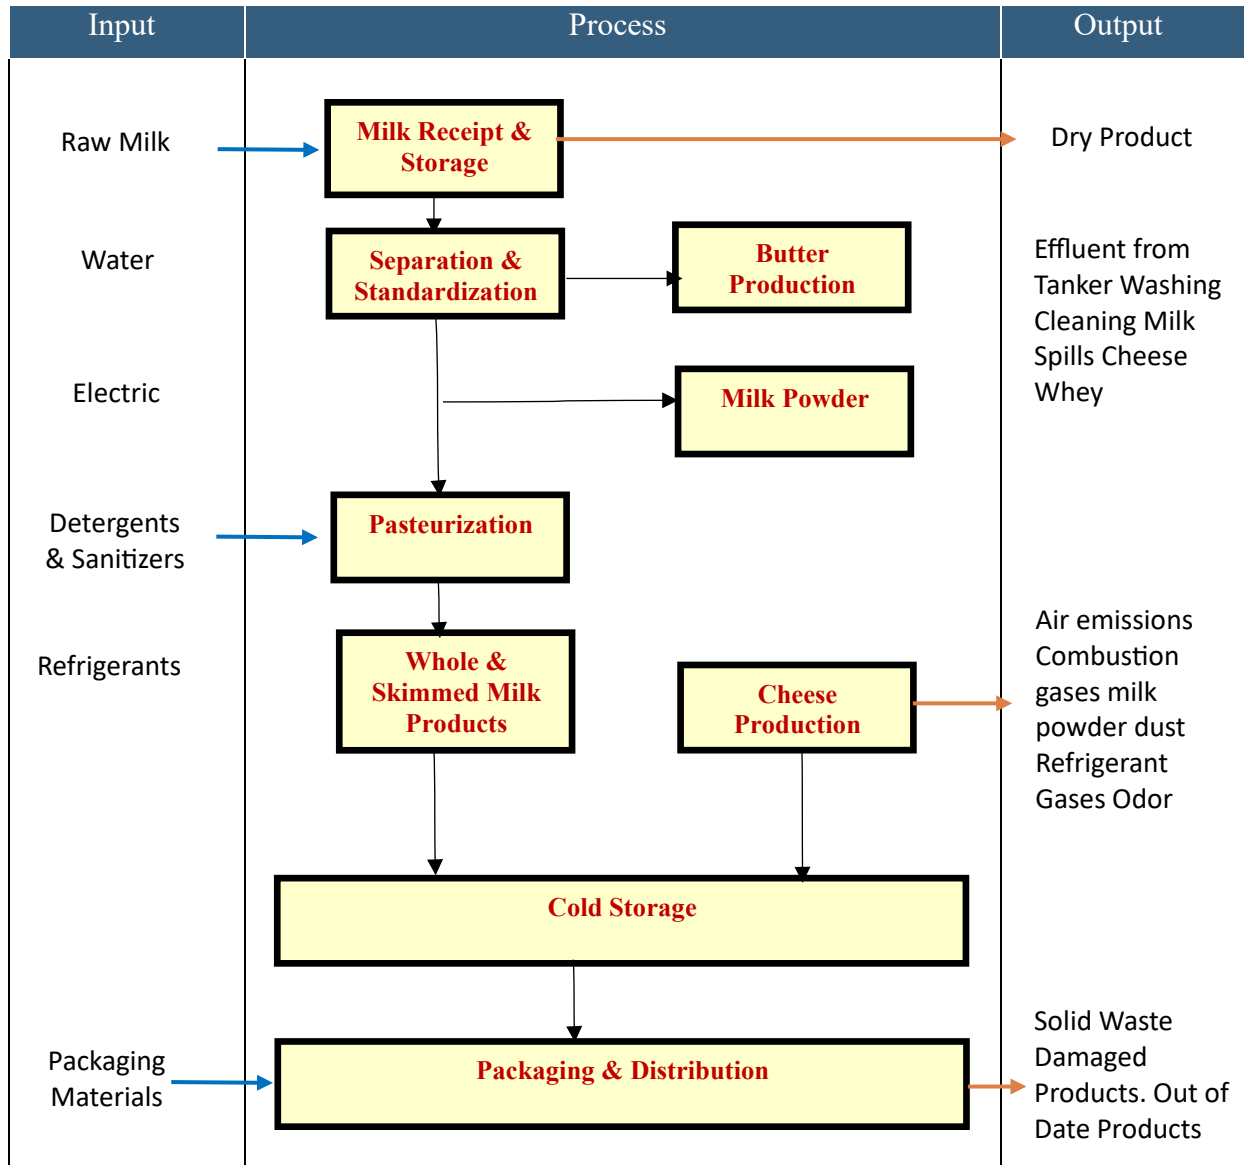 Input
Process
Output
Raw Milk
Milk Receipt &
Storage
Dry Product
Water
Separation &
Standardization
Butter
Production
Effluent from
Tanker Washing
Cleaning Milk
Spills Cheese
Whey
Electric
Milk Powder
Detergents
& Sanitizers
Pasteurization
Refrigerants
Whole &
Skimmed Milk
Products
Cheese
Production
Air emissions
Combustion
gases milk
powder dust
Refrigerant
Gases Odor
Cold Storage
Packaging
Materials
Packaging & Distribution
Solid Waste
Damaged
Products. Out of
Date Products